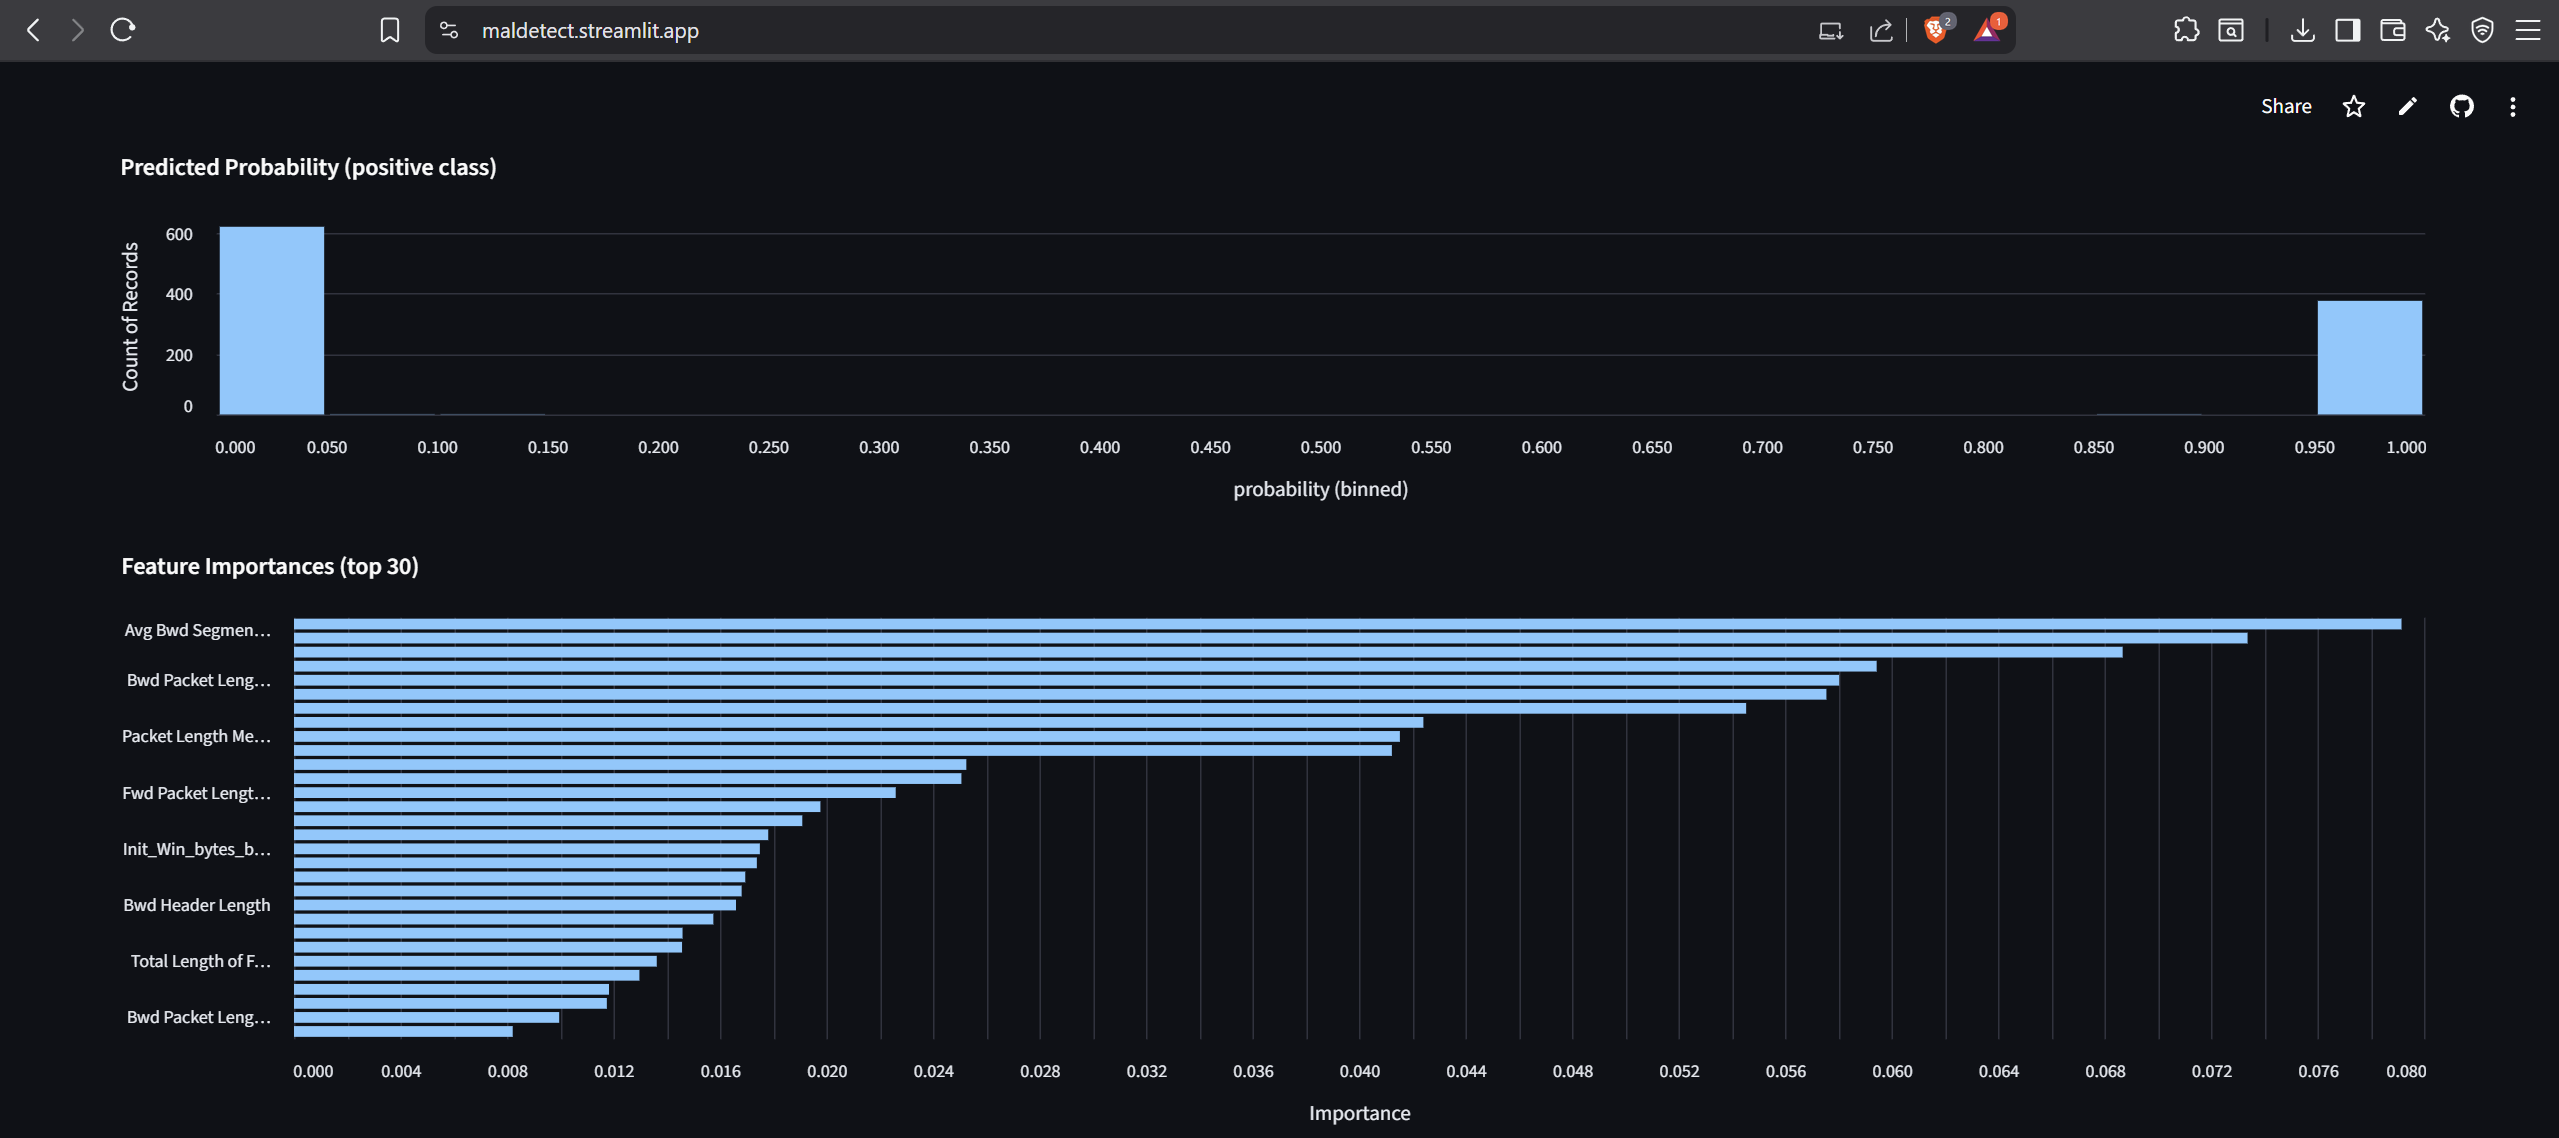 maldetect.streamlit.app
2
1
Share
Predicted Probability (positive class)
Count of Records
600
400
200
0
0.000 0.050 0.100 0.150 0.200 0.250 0.300 0.350 0.400 0.450 0.500 0.550 0.600 0.650 0.700 0.750 0.800 0.850 0.900 0.950 1.000
probability (binned)
Feature Importances (top 30)
Avg Bwd Segmen…
Bwd Packet Leng…
Packet Length Me…
Fwd Packet Lengt…
Init_Win_bytes_b…
Bwd Header Length
Total Length of F…
Bwd Packet Leng…
0.000 0.004 0.008 0.012 0.016 0.020 0.024 0.028 0.032 0.036 0.040 0.044 0.048 0.052 0.056 0.060 0.064 0.068 0.072 0.076 0.080
Importance